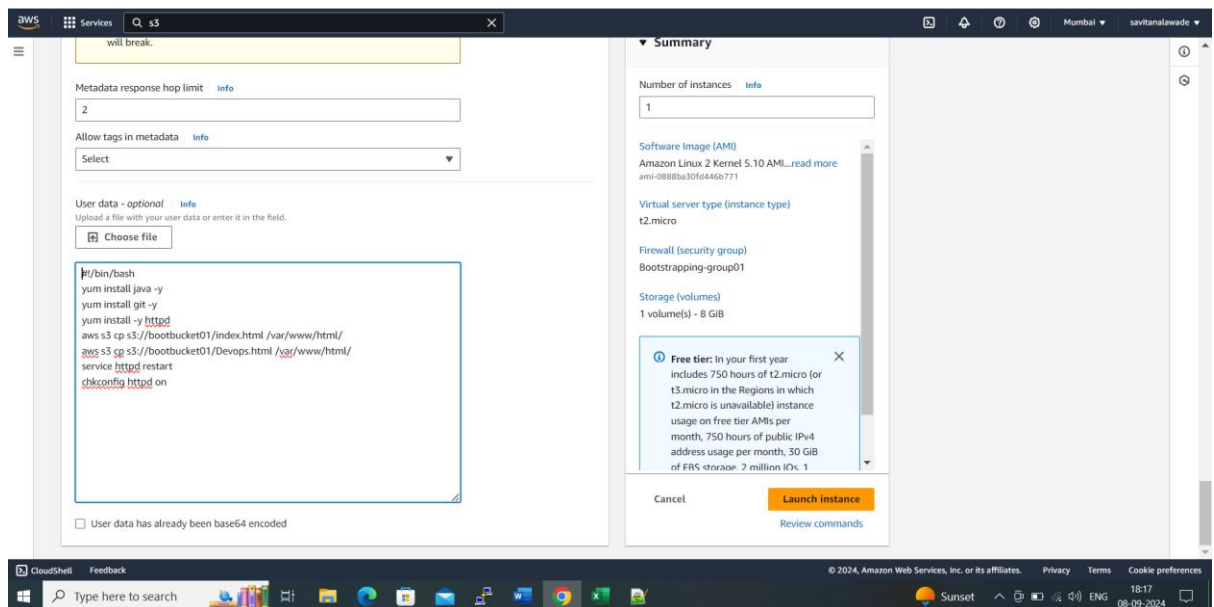 aws Services s3 Mumbai savitanalawade
will break.
Metadata response hop limit Info
2
Allow tags in metadata Info
Select
User data - optional Info
Upload a file with your user data or enter it in the field.
Choose file
#!/bin/bash
yum install java -y
yum install git -y
yum install -y httpd
aws s3 cp s3://bootbucket01/index.html /var/www/html/
aws s3 cp s3://bootbucket01/Devops.html /var/www/html/
service httpd restart
chkconfig httpd on
User data has already been base64 encoded
Summary
Number of instances Info
1
Software Image (AMI)
Amazon Linux 2 Kernel 5.10 AMI...read more
ami-0888ba30fd446b771
Virtual server type (instance type)
t2.micro
Firewall (security group)
Bootstrapping-group01
Storage (volumes)
1 volume(s) - 8 GiB
Free tier: In your first year
includes 750 hours of t2.micro (or
t3.micro in the Regions in which
t2.micro is unavailable) instance
usage on free tier AMIs per
month, 750 hours of public IPv4
address usage per month, 30 GiB
of EBS storage, 2 million IOs, 1
Cancel Launch instance
Review commands
CloudShell Feedback © 2024, Amazon Web Services, Inc. or its affiliates. Privacy Terms Cookie preferences
Type here to search Sunset ENG 18:17
08-09-2024